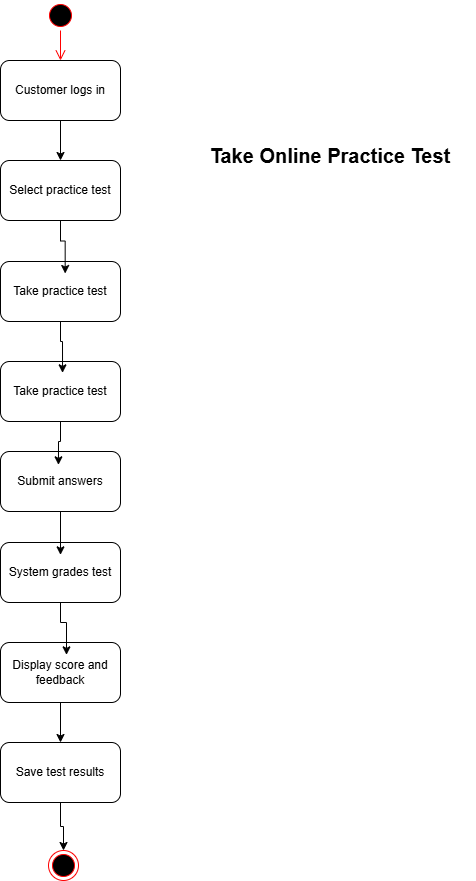 Customer logs in
Take Online Practice Test
Select practice test
Take practice test
Take practice test
Submit answers
System grades test
Display score and
feedback
Save test results